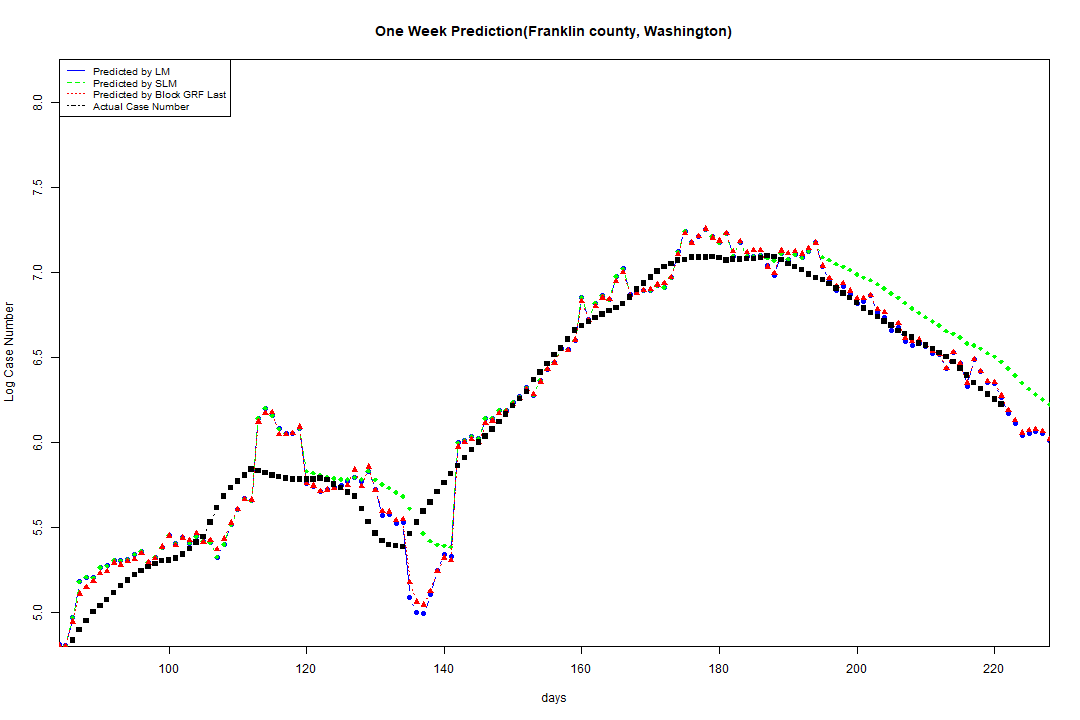 One Week Prediction(Franklin county, Washington)
Predicted by LM
Predicted by SLM
Predicted by Block GRF Last
Actual Case Number
8.0
7.5
7.0
6.5
6.0
5.5
5.0
Log Case Number
100 120 140 160 180 200 220
days